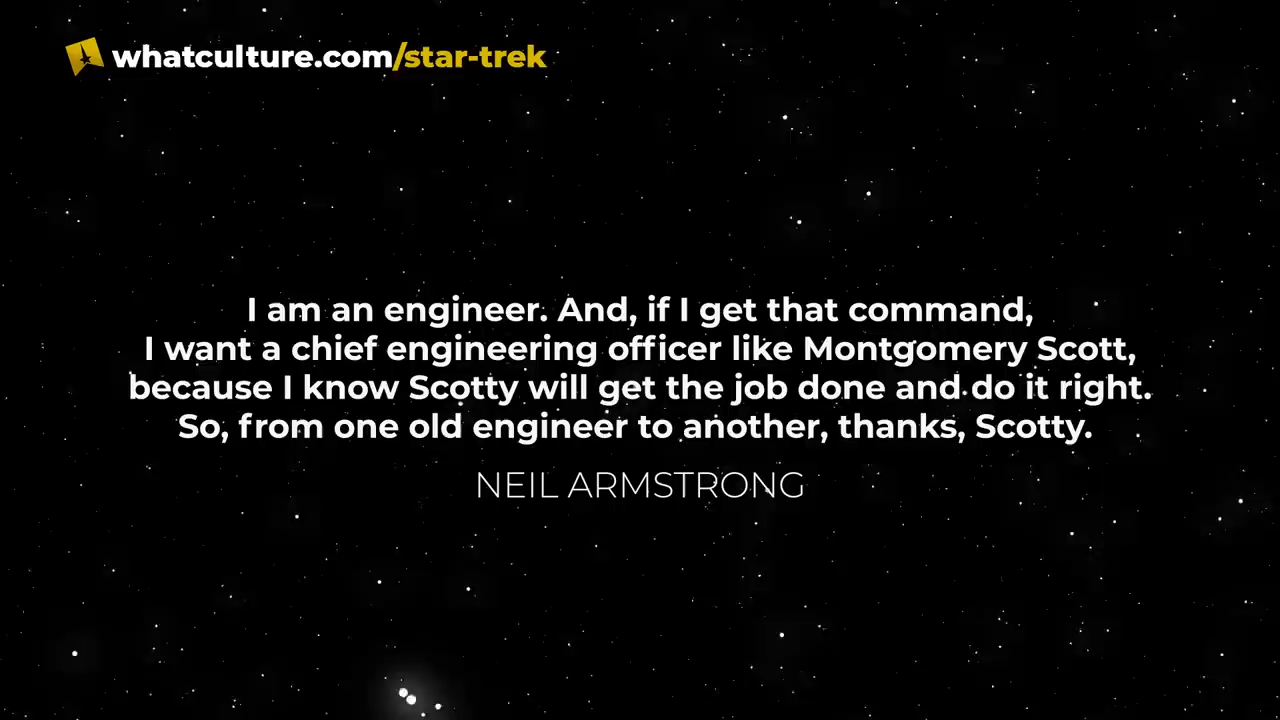 whatculture.com/star-trek
I am an engineer. And, if I get that command,
I want a chief engineering officer like Montgomery Scott,
because I know Scotty will get the job done and do it right.
So, from one old engineer to another, thanks, Scotty.
NEIL ARMSTRONG